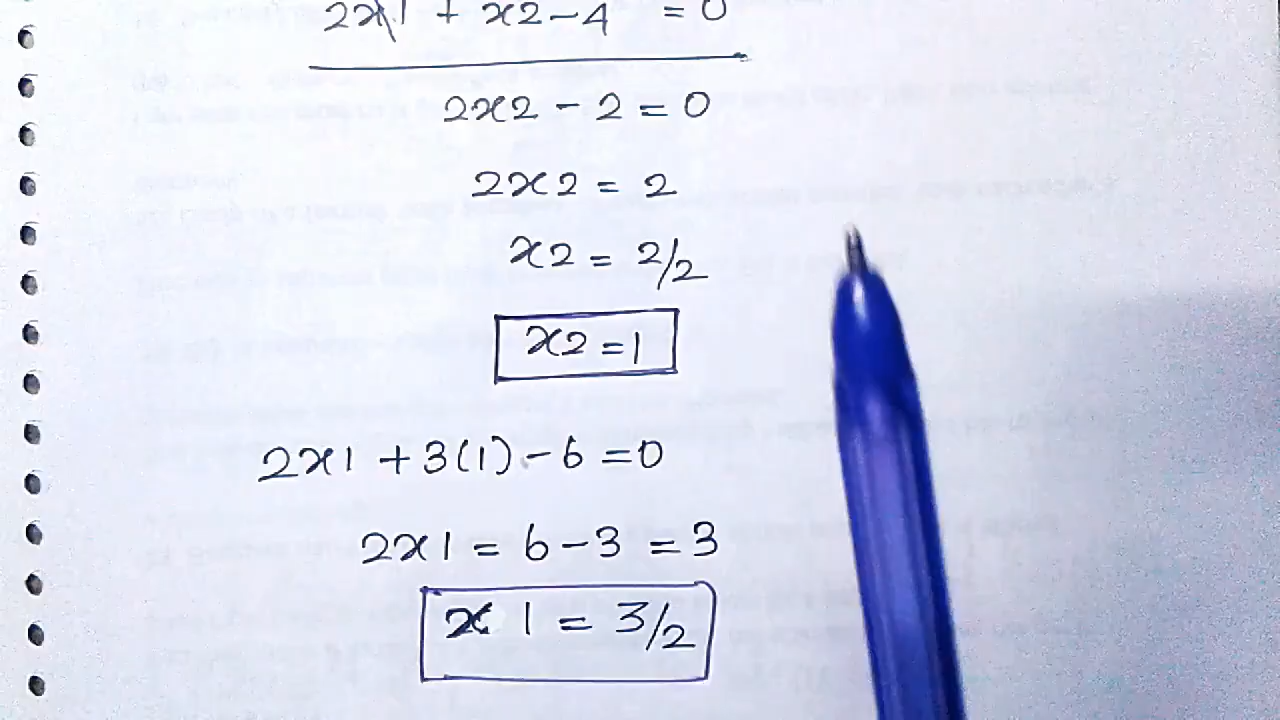 2x1 + x2 - 4 = 0
2x2 - 2 = 0
2x2 = 2
x2 = 2/2
x2 = 1
2x1 + 3(1) - 6 = 0
2x1 = 6 - 3 = 3
x1 = 3/2